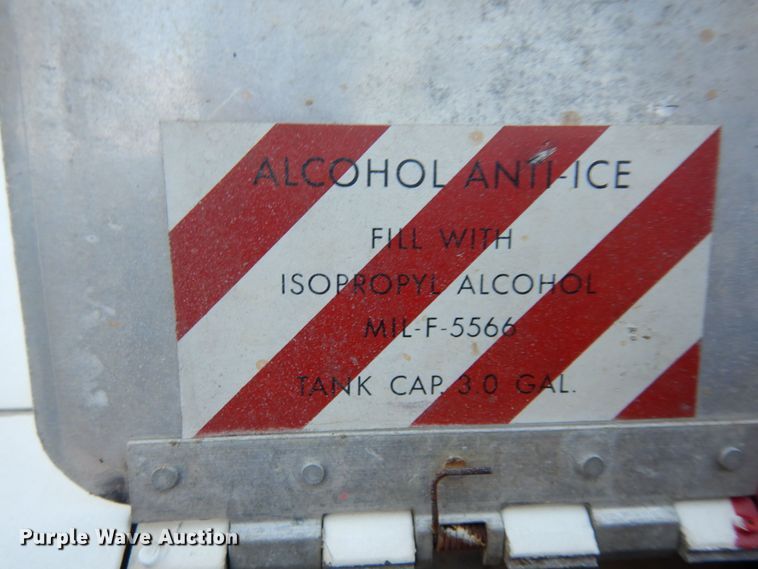 ALCOHOL ANTI-ICE
FILL WITH
ISOPROPYL ALCOHOL
MIL-F-5566
TANK CAP. 3.0 GAL.
Purple Wave Auction